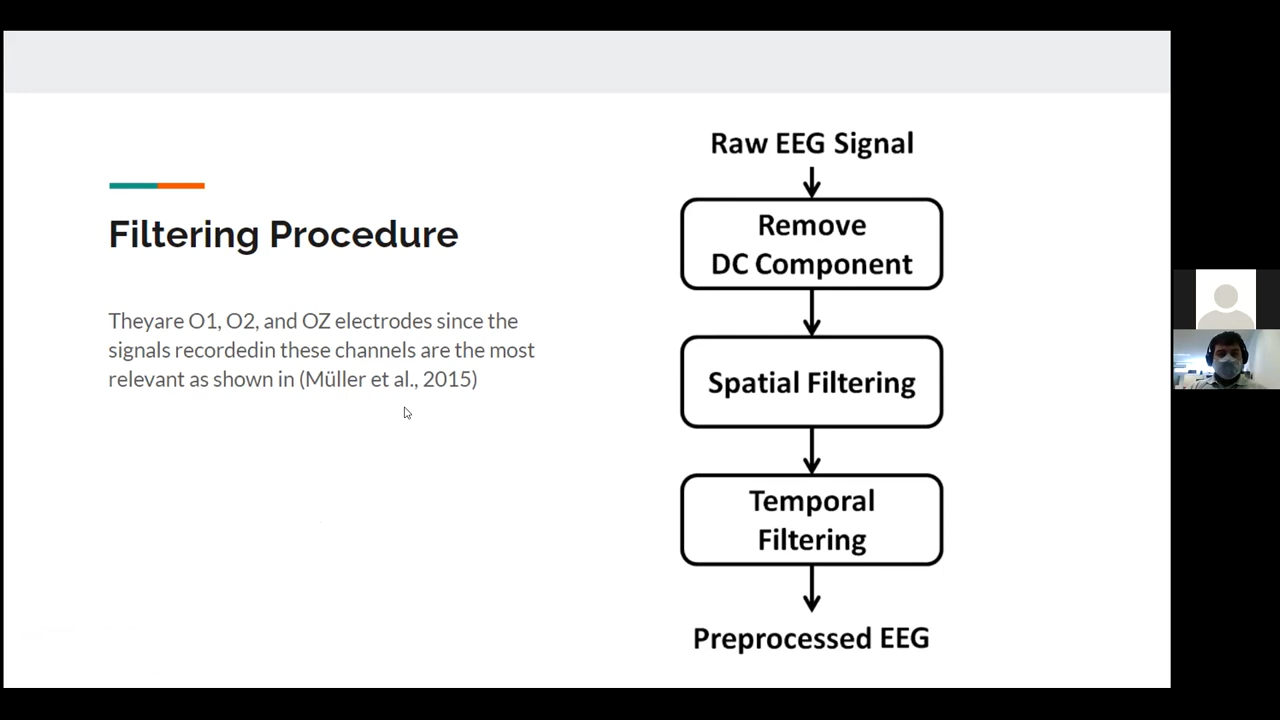 Filtering Procedure
Theyare O1, O2, and OZ electrodes since the
signals recordedin these channels are the most
relevant as shown in (Müller et al., 2015)
Raw EEG Signal
Remove
DC Component
Spatial Filtering
Temporal
Filtering
Preprocessed EEG